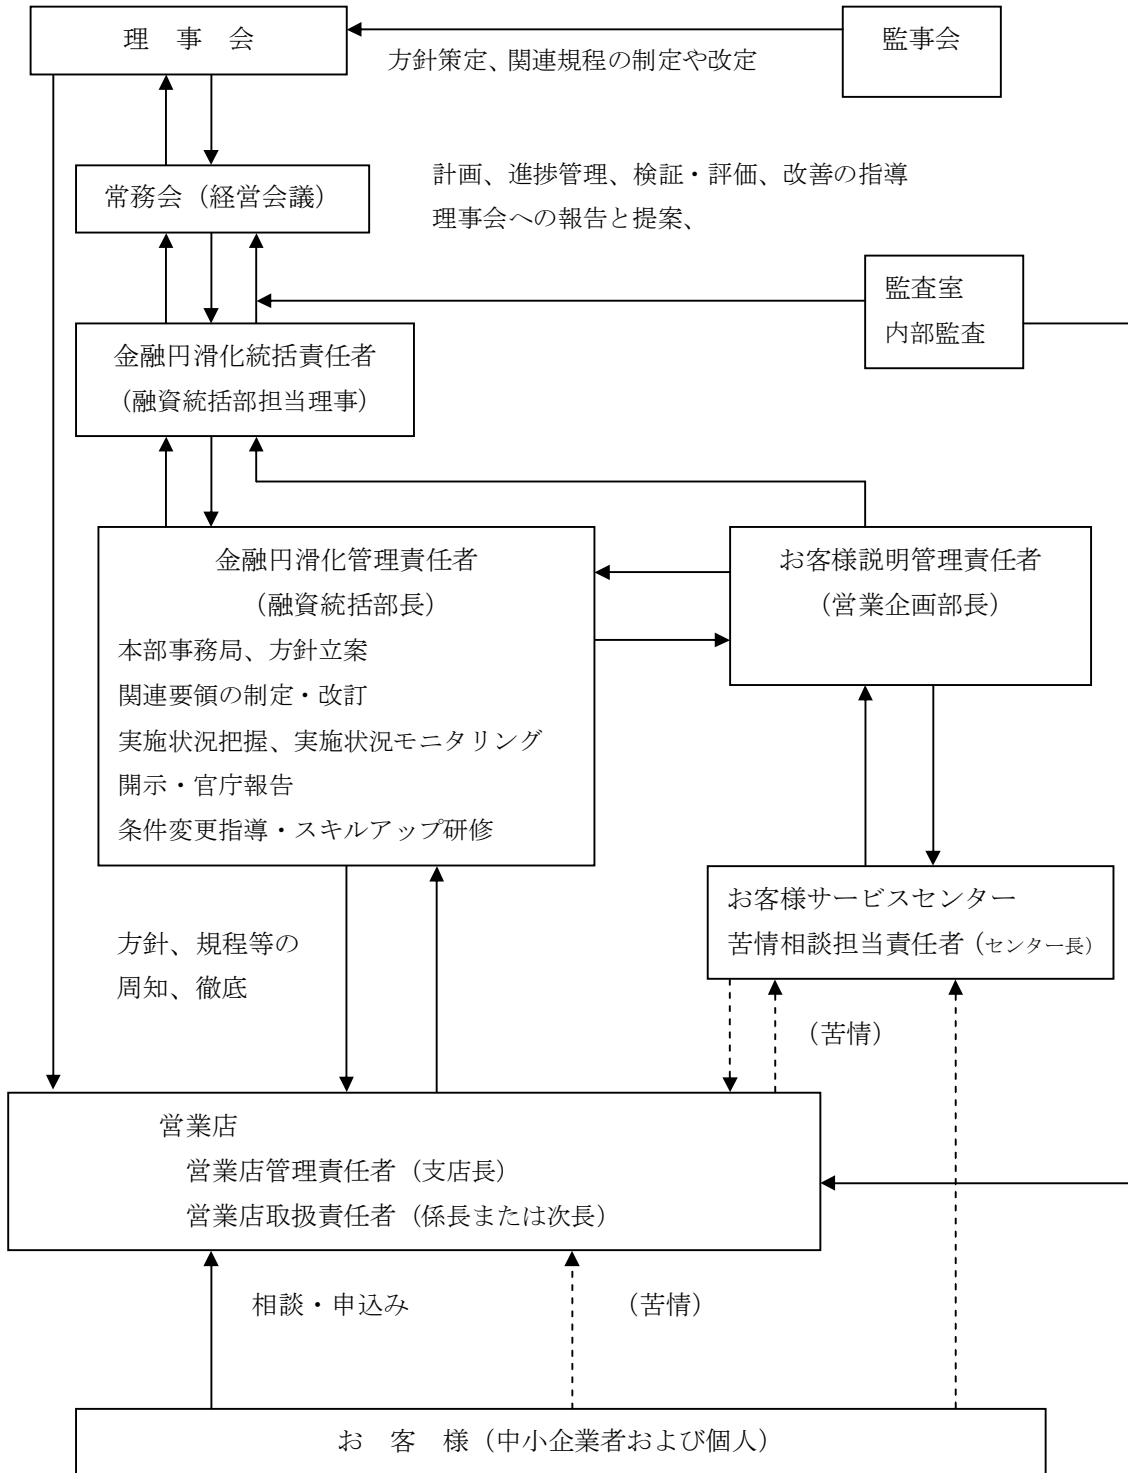 理　事　会
監事会
方針策定、関連規程の制定や改定
計画、進捗管理、検証・評価、改善の指導
理事会への報告と提案、
常務会（経営会議）
監査室
内部監査
金融円滑化統括責任者
（融資統括部担当理事）
金融円滑化管理責任者
（融資統括部長）
本部事務局、方針立案
関連要領の制定・改訂
実施状況把握、実施状況モニタリング
開示・官庁報告
条件変更指導・スキルアップ研修
お客様説明管理責任者
（営業企画部長）
お客様サービスセンター
苦情相談担当責任者（センター長）
方針、規程等の
周知、徹底
（苦情）
営業店
営業店管理責任者（支店長）
営業店取扱責任者（係長または次長）
相談・申込み
（苦情）
お　客　様（中小企業者および個人）